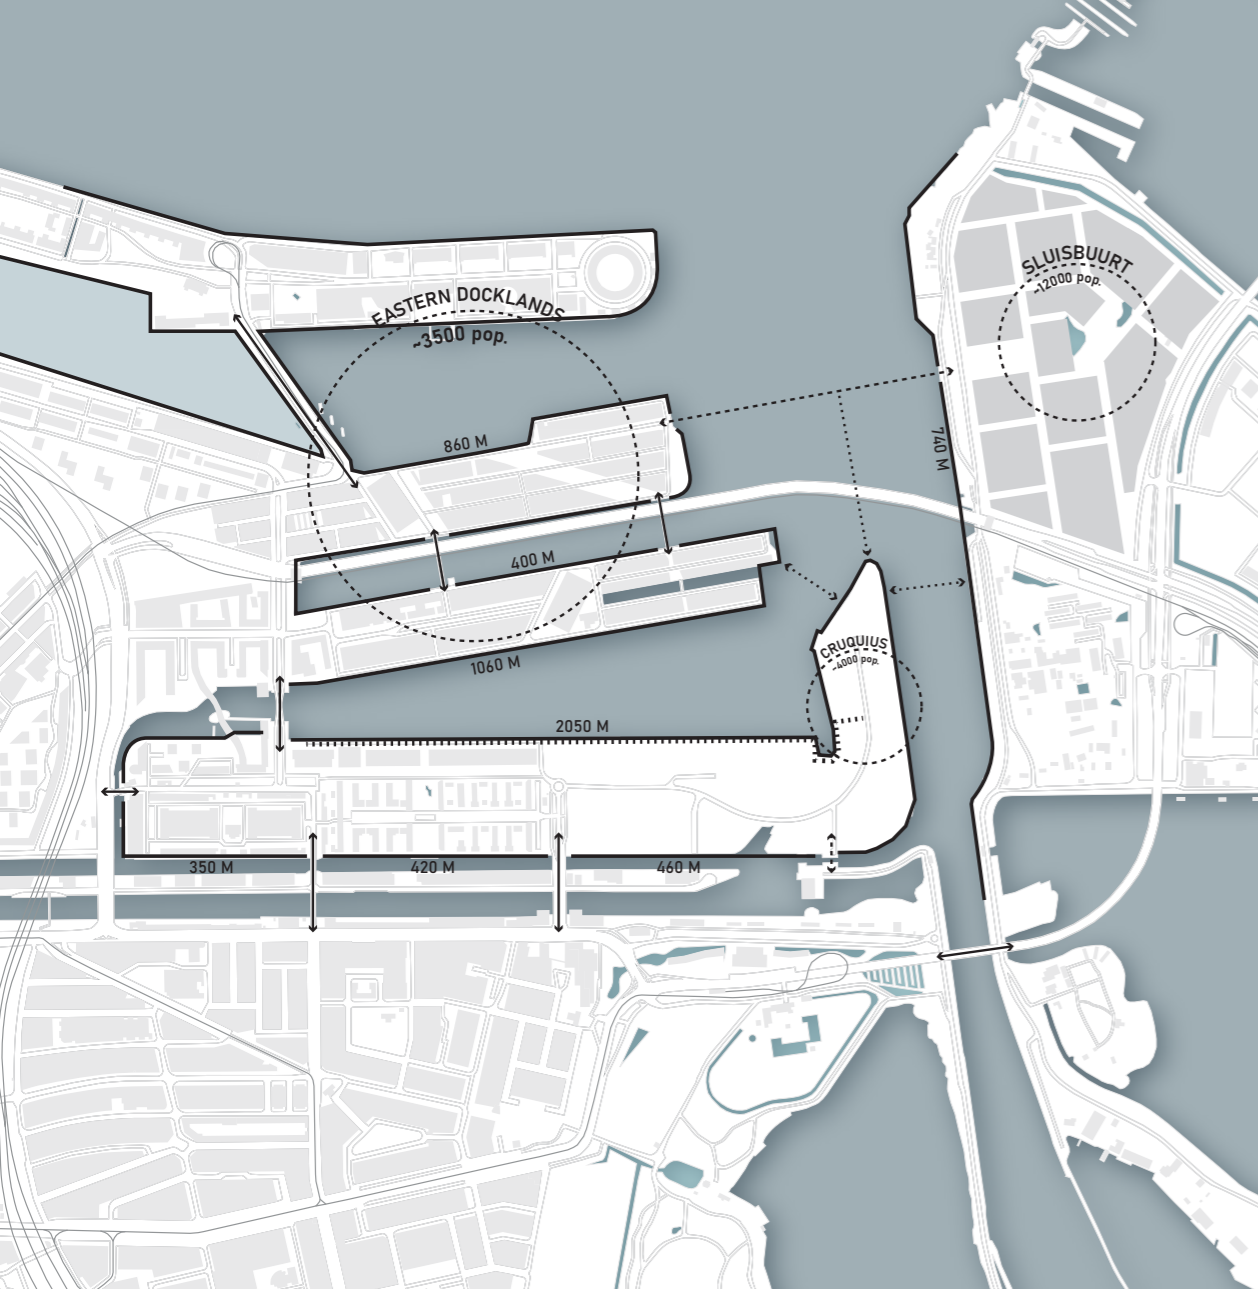 SLUISBUURT
~12000 pop.
EASTERN DOCKLANDS
~3500 pop.
860 M
740 M
400 M
CRUQUIUS
~4000 pop.
1060 M
2050 M
350 M
420 M
460 M